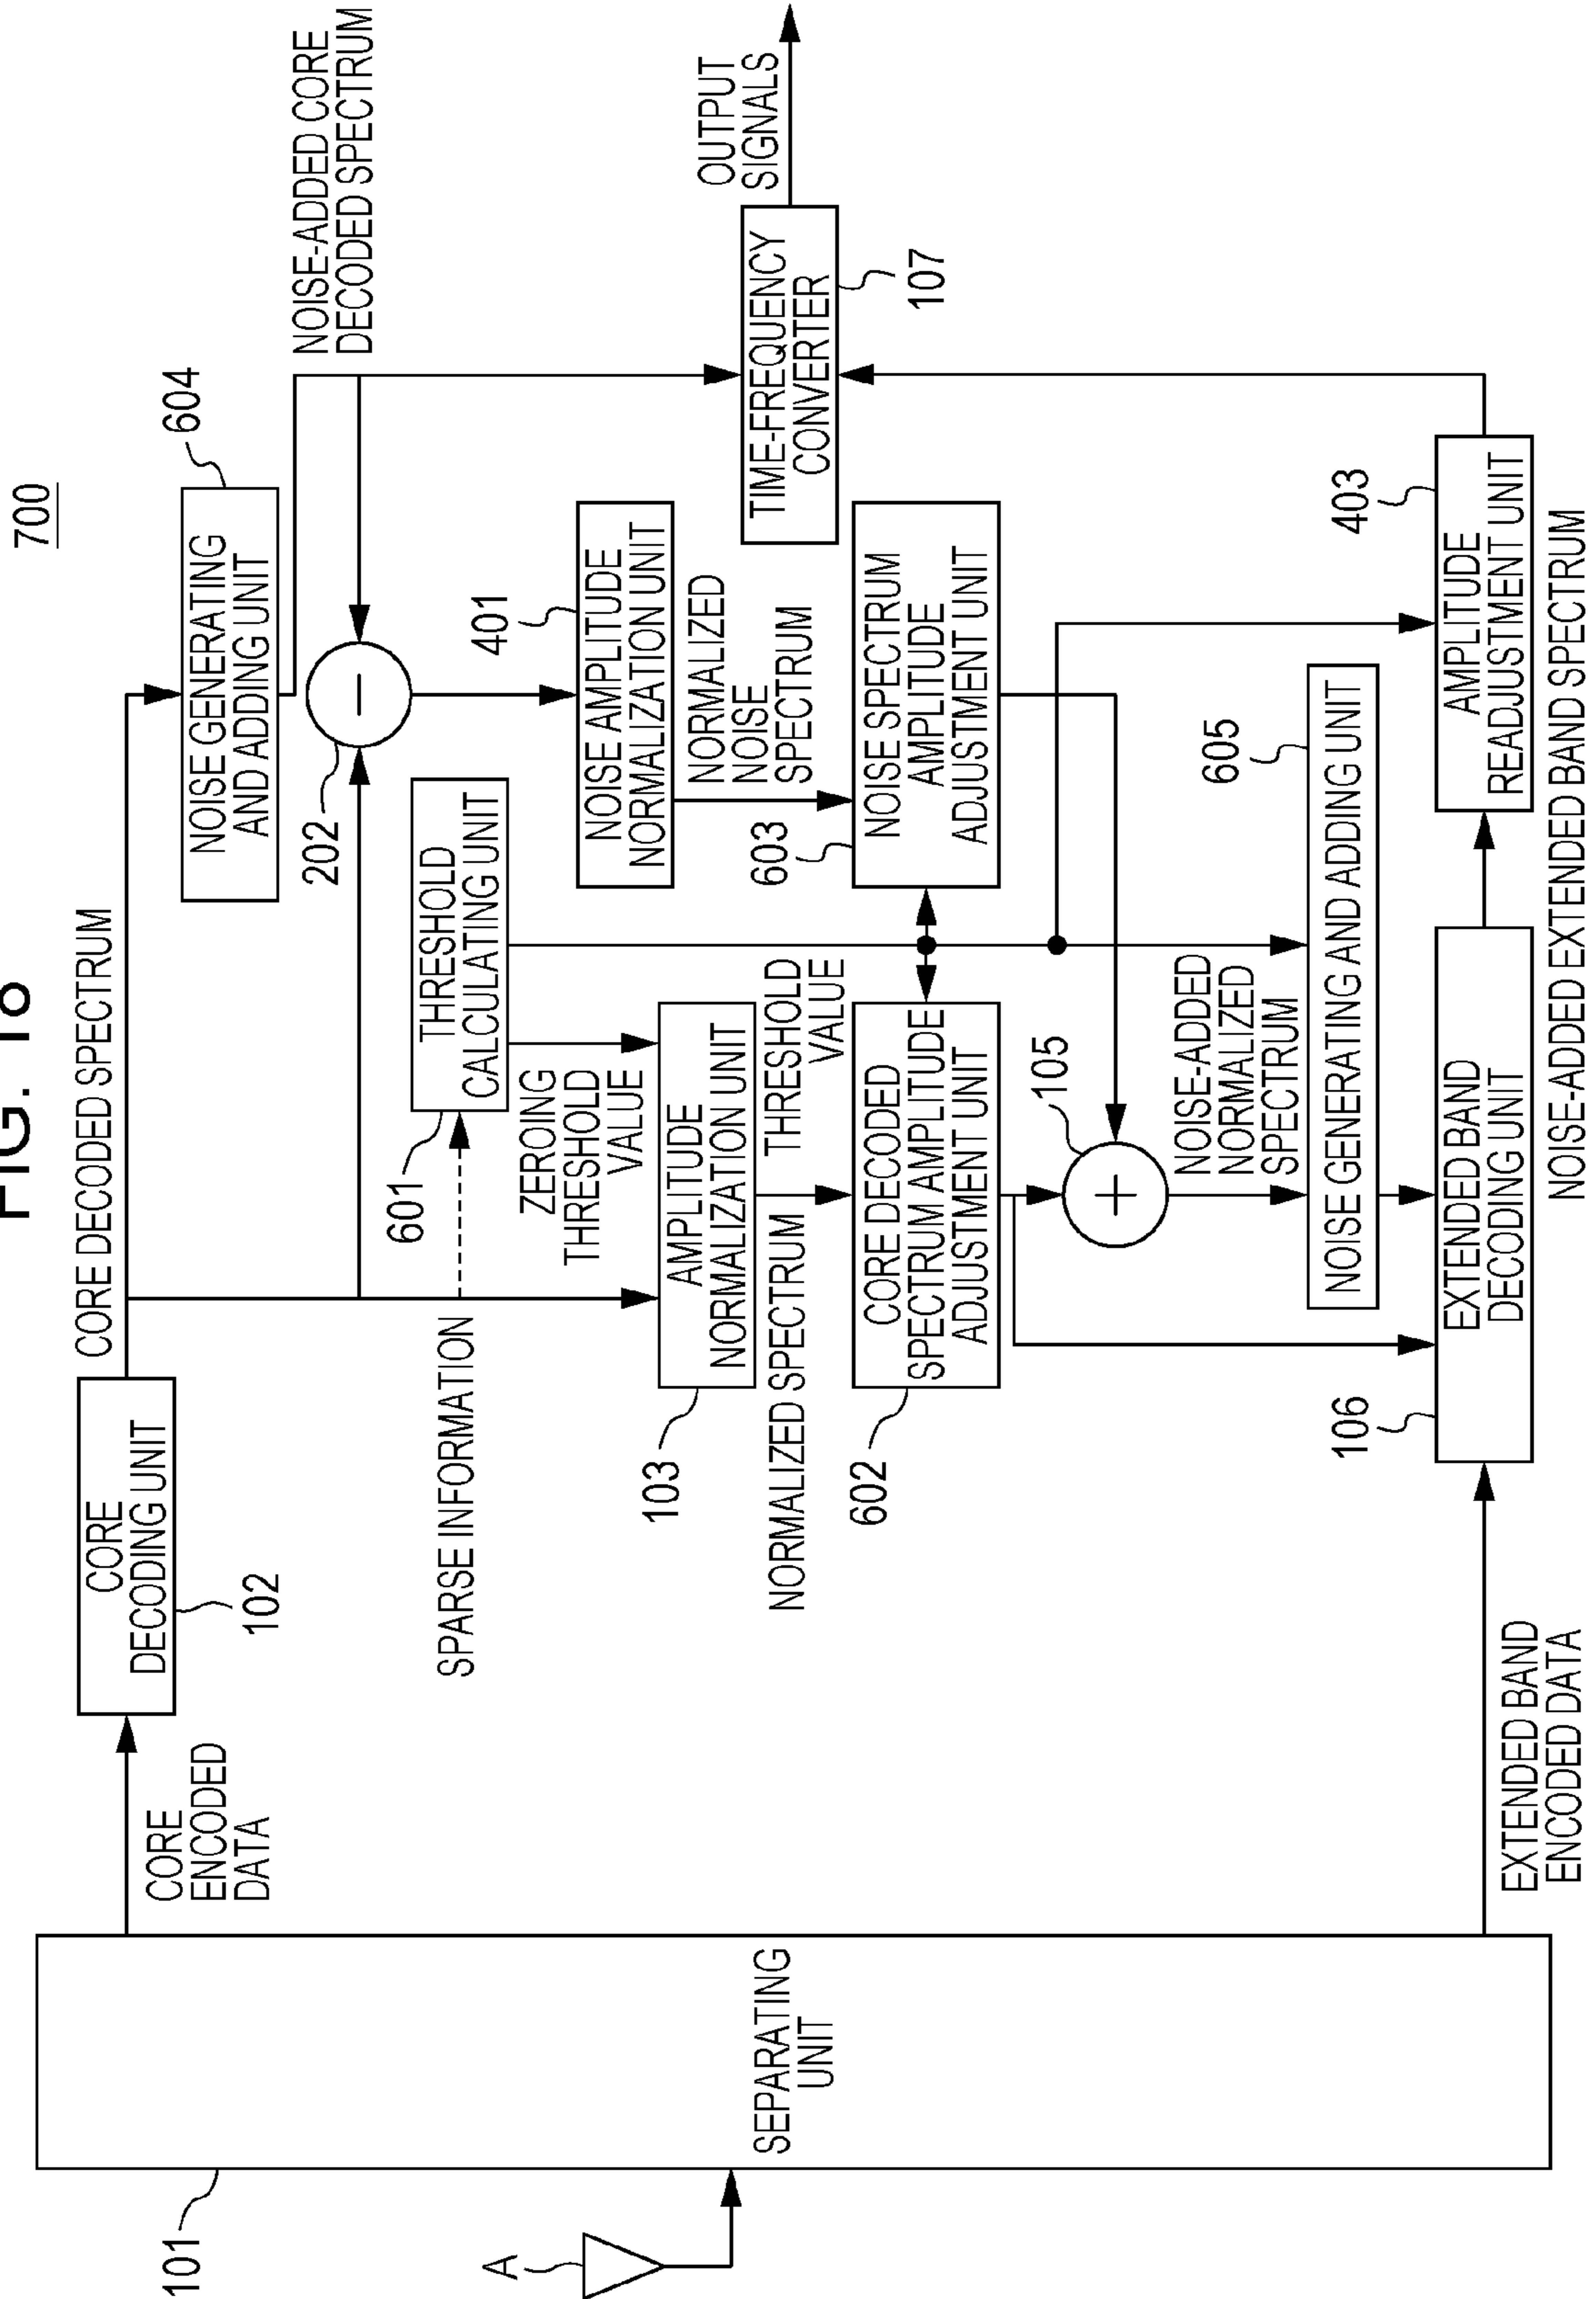 FIG. 18
700
A
101
SEPARATING
UNIT
CORE
ENCODED
DATA
CORE
DECODING UNIT
102
CORE DECODED SPECTRUM
NOISE GENERATING
AND ADDING UNIT
604
NOISE-ADDED CORE
DECODED SPECTRUM
202
−
SPARSE INFORMATION
601
THRESHOLD
CALCULATING UNIT
ZEROING
THRESHOLD
VALUE
NOISE AMPLITUDE
NORMALIZATION UNIT
401
NORMALIZED
NOISE
SPECTRUM
AMPLITUDE
NORMALIZATION UNIT
103
NORMALIZED SPECTRUM
THRESHOLD
VALUE
CORE DECODED
SPECTRUM AMPLITUDE
ADJUSTMENT UNIT
602
603
NOISE SPECTRUM
AMPLITUDE
ADJUSTMENT UNIT
TIME-FREQUENCY
CONVERTER
107
OUTPUT
SIGNALS
+
105
NOISE-ADDED
NORMALIZED
SPECTRUM
NOISE GENERATING AND ADDING UNIT
605
EXTENDED BAND
ENCODED DATA
106
EXTENDED BAND
DECODING UNIT
AMPLITUDE
READJUSTMENT UNIT
403
NOISE-ADDED EXTENDED BAND SPECTRUM